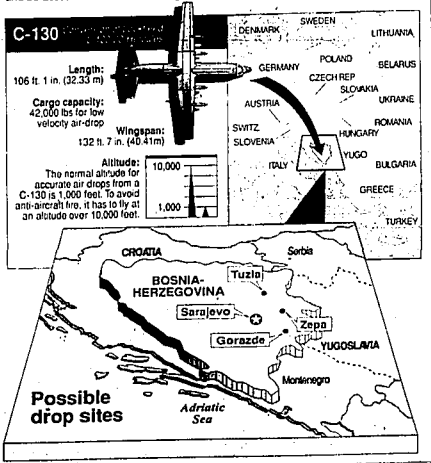 C-130
Length:
106 ft. 1 in. (32.33 m)
Cargo capacity:
42,000 lbs for low
velocity air-drop
Wingspan:
132 ft. 7 in. (40.41m)
Altitude:
The normal altitude for
accurate air drops from a
C-130 is 1,000 feet. To avoid
anti-aircraft fire, it has to fly at
an altitude over 10,000 feet.
10,000
1,000
SWEDEN
DENMARK
LITHUANIA
POLAND
GERMANY
BELARUS
CZECH REP
SLOVAKIA
UKRAINE
AUSTRIA
ROMANIA
SWITZ.
HUNGARY
SLOVENIA
YUGO
ITALY
BULGARIA
GREECE
TURKEY
CROATIA
Serbia
BOSNIA-
HERZEGOVINA
Tuzla
Sarajevo
Zepa
Gorazde
YUGOSLAVIA
Montenegro
Possible
drop sites
Adriatic
Sea